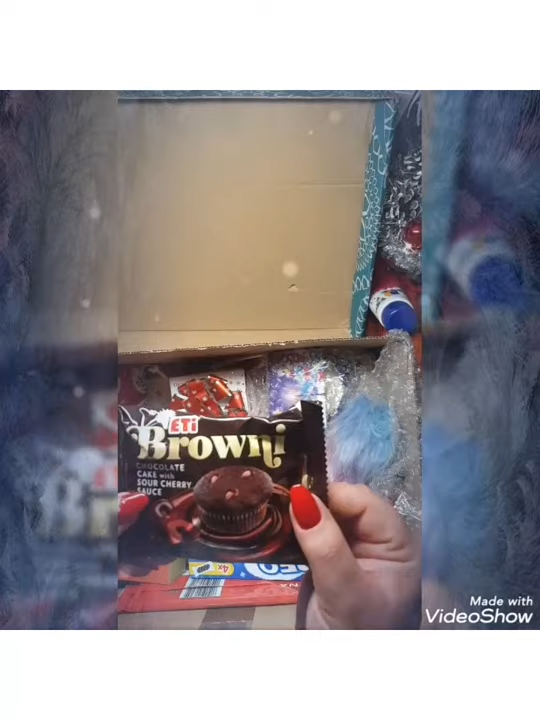 ETi
Browni
CHOCOLATE
CAKE with
SOUR CHERRY
SAUCE
4x
Made with
VideoShow